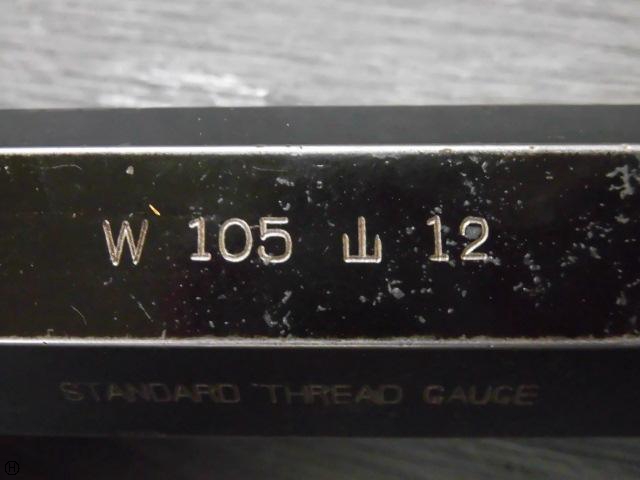 W 105 山 12
STANDARD THREAD GAUGE
H